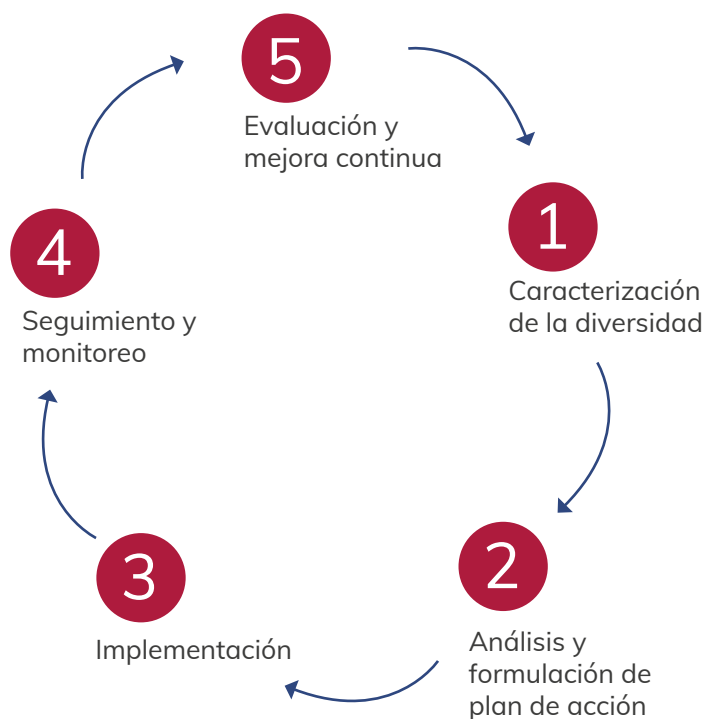 5
Evaluación y
mejora continua
1
Caracterización
de la diversidad
2
Análisis y
formulación de
plan de acción
3
Implementación
4
Seguimiento y
monitoreo